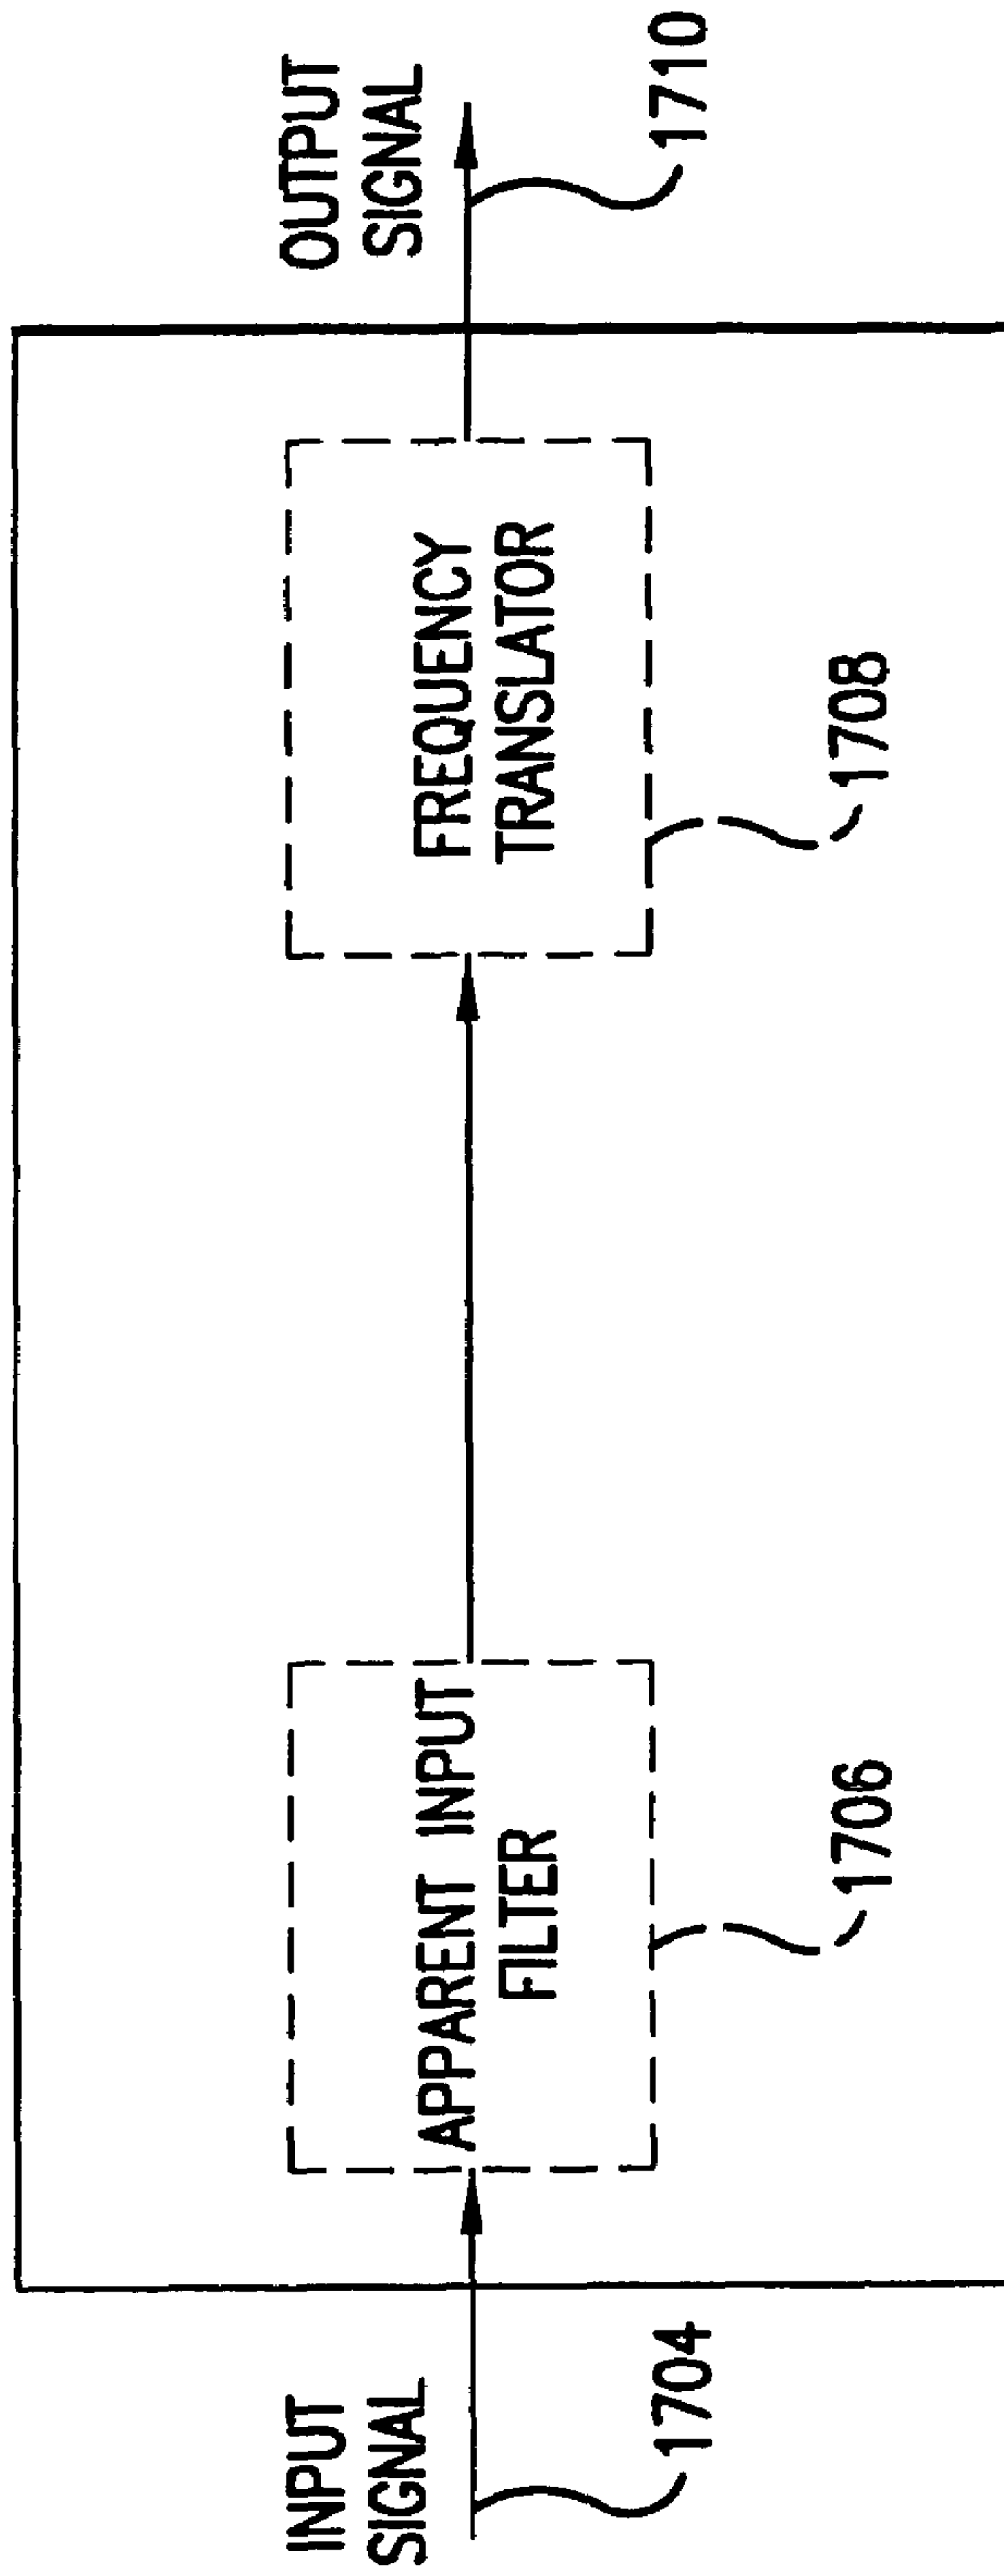 INPUT
SIGNAL
1704
APPARENT INPUT
FILTER
1706
FREQUENCY
TRANSLATOR
1708
OUTPUT
SIGNAL
1710